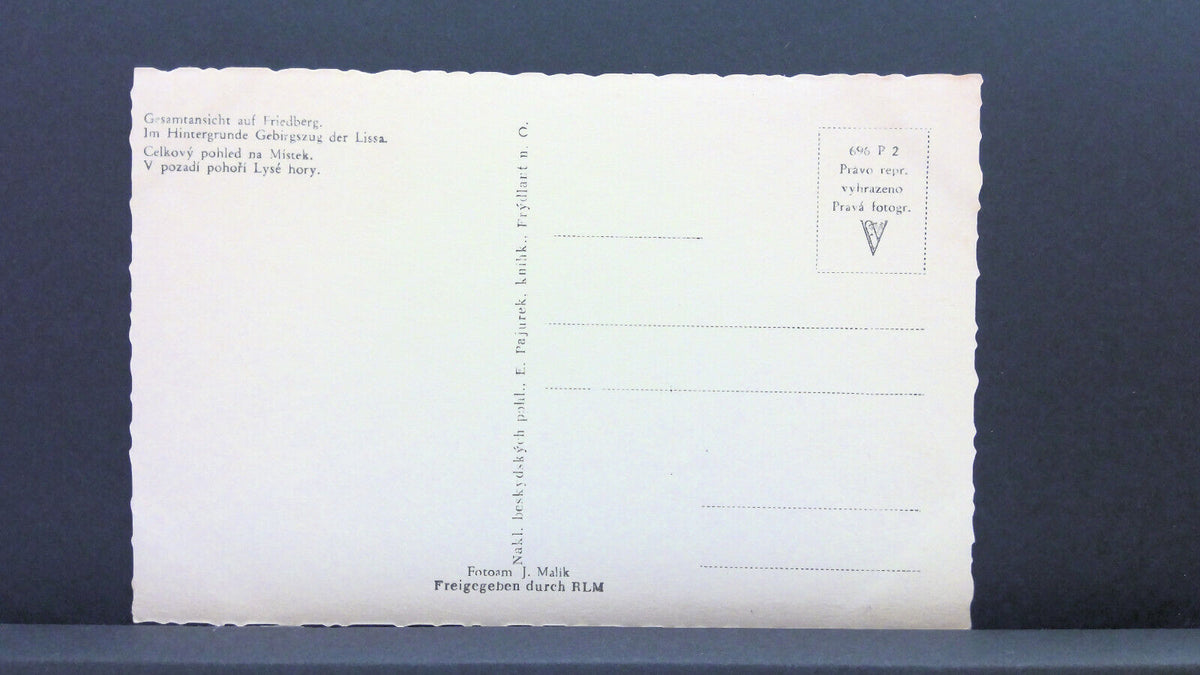 Gesamtansicht auf Friedberg.
Im Hintergrunde Gebirgszug der Lissa.
Celkový pohled na Místek.
V pozadí pohoří Lysé hory.
Nakl. beskydských pohl., E. Pajurek, knihk., Frýdlant n. O.
696 P 2
Právo repr.
vyhrazeno
Pravá fotogr.
Fotoam J. Malik
Freigegeben durch RLM